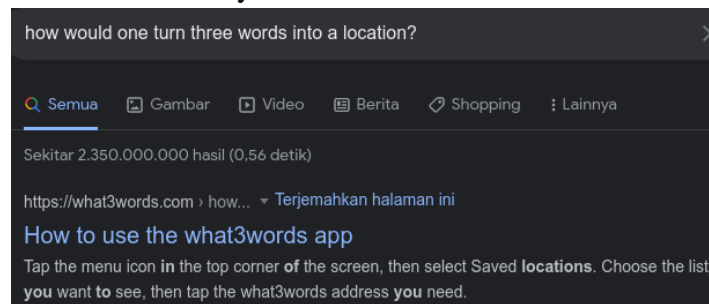 how would one turn three words into a location?
Semua Gambar Video Berita Shopping Lainnya
Sekitar 2.350.000.000 hasil (0,56 detik)
https://what3words.com › how... Terjemahkan halaman ini
How to use the what3words app
Tap the menu icon in the top corner of the screen, then select Saved locations. Choose the list
you want to see, then tap the what3words address you need.